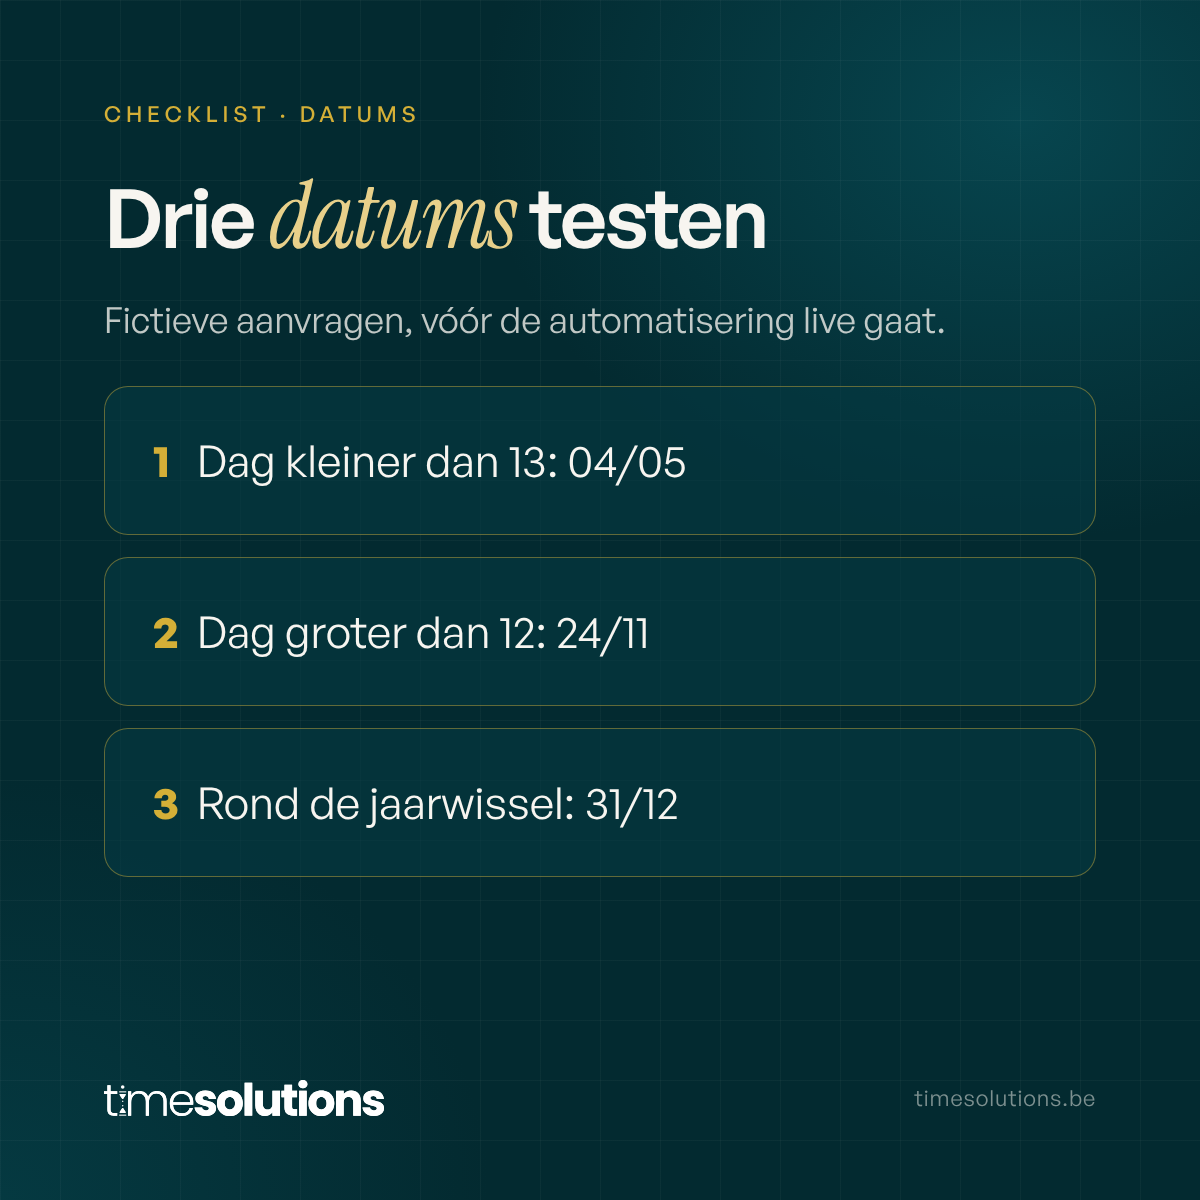 CHECKLIST · DATUMS
Drie datums testen
Fictieve aanvragen, vóór de automatisering live gaat.
1 Dag kleiner dan 13: 04/05
2 Dag groter dan 12: 24/11
3 Rond de jaarwissel: 31/12
timesolutions
timesolutions.be